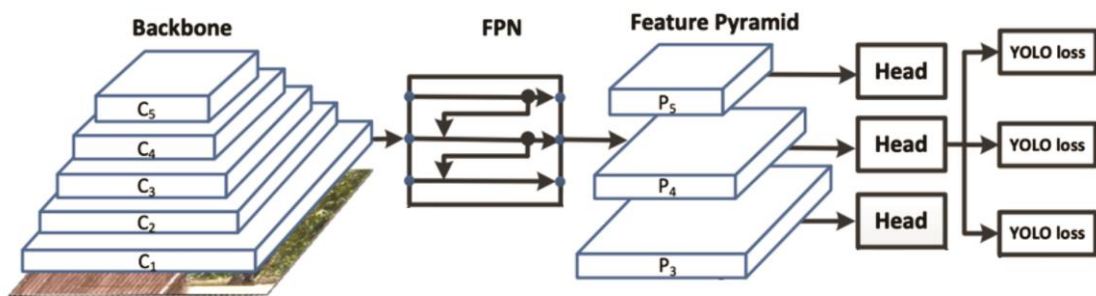 Backbone
FPN
Feature Pyramid
C₅
C₄
C₃
C₂
C₁
P₅
P₄
P₃
Head
Head
Head
YOLO loss
YOLO loss
YOLO loss